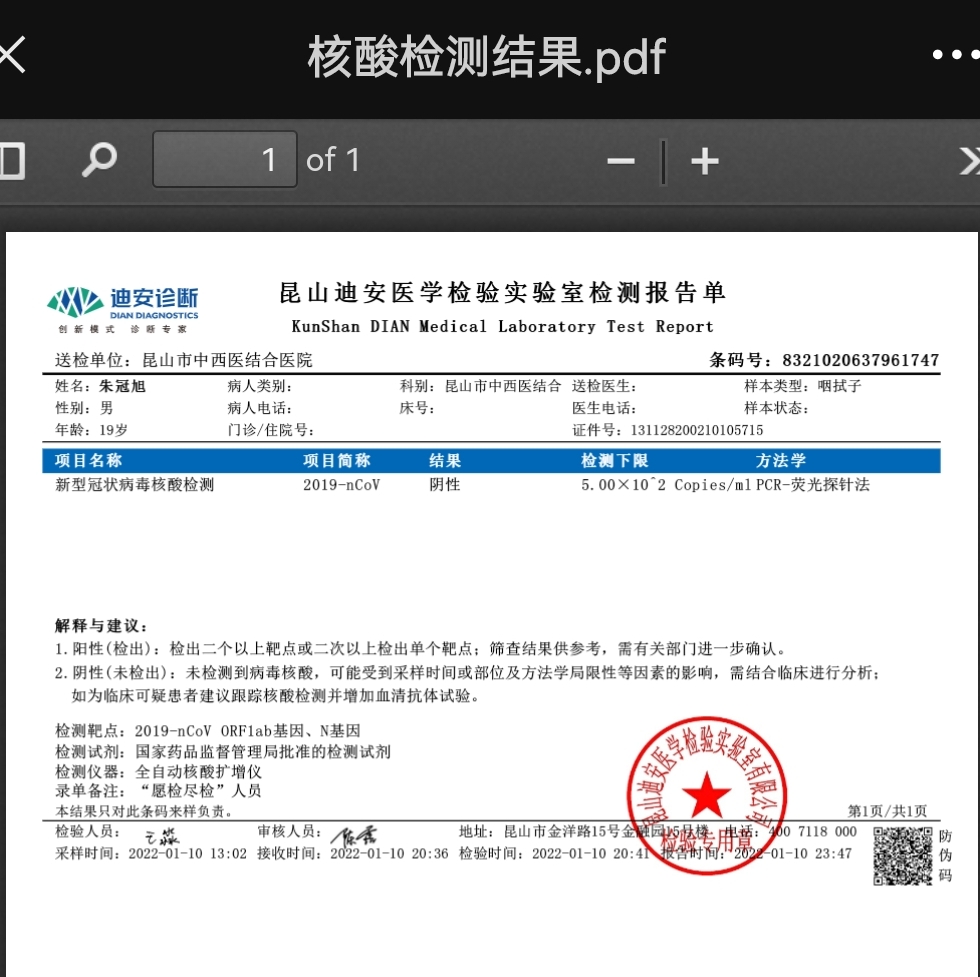 核酸检测结果.pdf
1 of 1
迪安诊断
DIAN DIAGNOSTICS
创新模式 诊断专家
昆山迪安医学检验实验室检测报告单
KunShan DIAN Medical Laboratory Test Report
送检单位：昆山市中西医结合医院 条码号：8321020637961747
姓名：朱冠旭 病人类别： 科别：昆山市中西医结合 送检医生： 样本类型：咽拭子
性别：男 病人电话： 床号： 医生电话： 样本状态：
年龄：19岁 门诊/住院号： 证件号：131128200210105715
项目名称 项目简称 结果 检测下限 方法学
新型冠状病毒核酸检测 2019-nCoV 阴性 5.00×10^2 Copies/ml PCR-荧光探针法
解释与建议：
1.阳性(检出)：检出二个以上靶点或二次以上检出单个靶点；筛查结果供参考，需有关部门进一步确认。
2.阴性(未检出)：未检测到病毒核酸，可能受到采样时间或部位及方法学局限性等因素的影响，需结合临床进行分析；
如为临床可疑患者建议跟踪核酸检测并增加血清抗体试验。
检测靶点：2019-nCoV ORF1ab基因、N基因
检测试剂：国家药品监督管理局批准的检测试剂
检测仪器：全自动核酸扩增仪
录单备注：“愿检尽检”人员
本结果只对此条码来样负责。 第1页/共1页
检验人员： 审核人员： 地址：昆山市金洋路15号金融园15号楼 电话：400 7118 000
采样时间：2022-01-10 13:02 接收时间：2022-01-10 20:36 检验时间：2022-01-10 20:41 报告时间：2022-01-10 23:47
昆山迪安医学检验实验室有限公司
检验专用章
防伪码